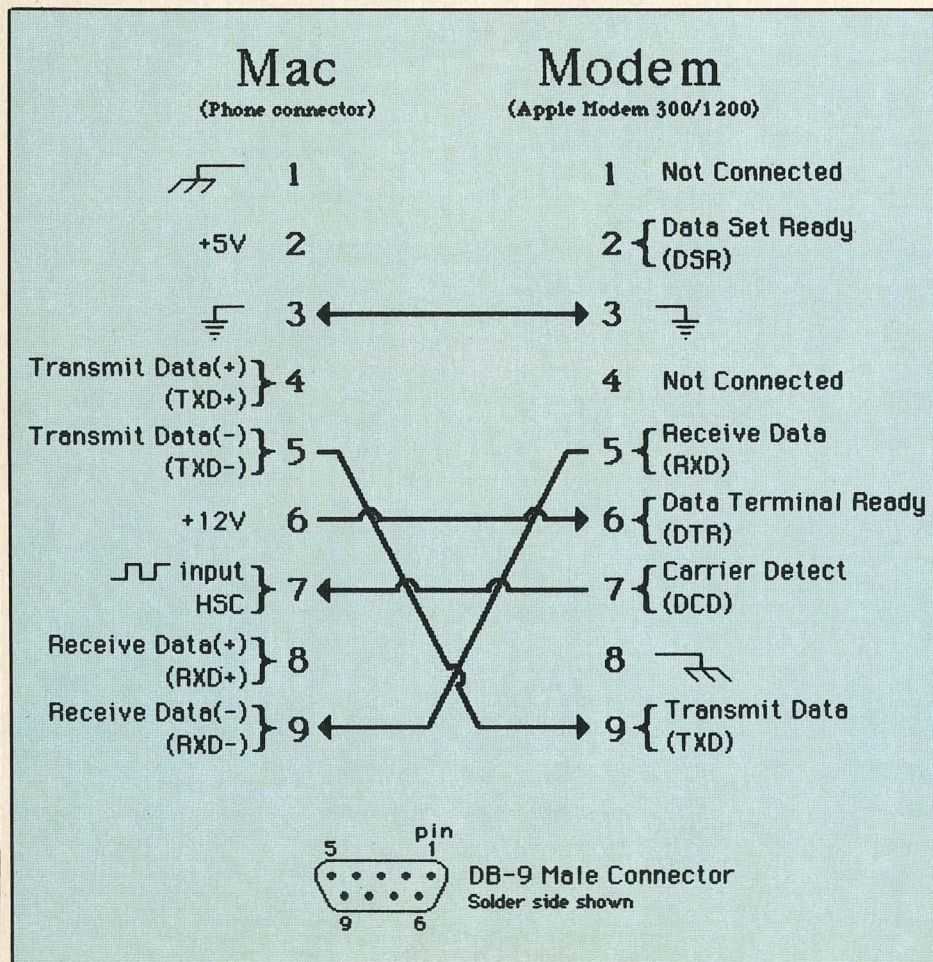 Mac
(Phone connector)
Modem
(Apple Modem 300/1200)
1
1 Not Connected
+5V 2
2 { Data Set Ready
(DSR)
3
3
Transmit Data(+)
(TXD+) } 4
4 Not Connected
Transmit Data(-)
(TXD-) } 5
5 { Receive Data
(RXD)
+12V 6
6 { Data Terminal Ready
(DTR)
input
HSC } 7
7 { Carrier Detect
(DCD)
Receive Data(+)
(RXD+) } 8
8
Receive Data(-)
(RXD-) } 9
9 { Transmit Data
(TXD)
pin
5 1
9 6
DB-9 Male Connector
Solder side shown